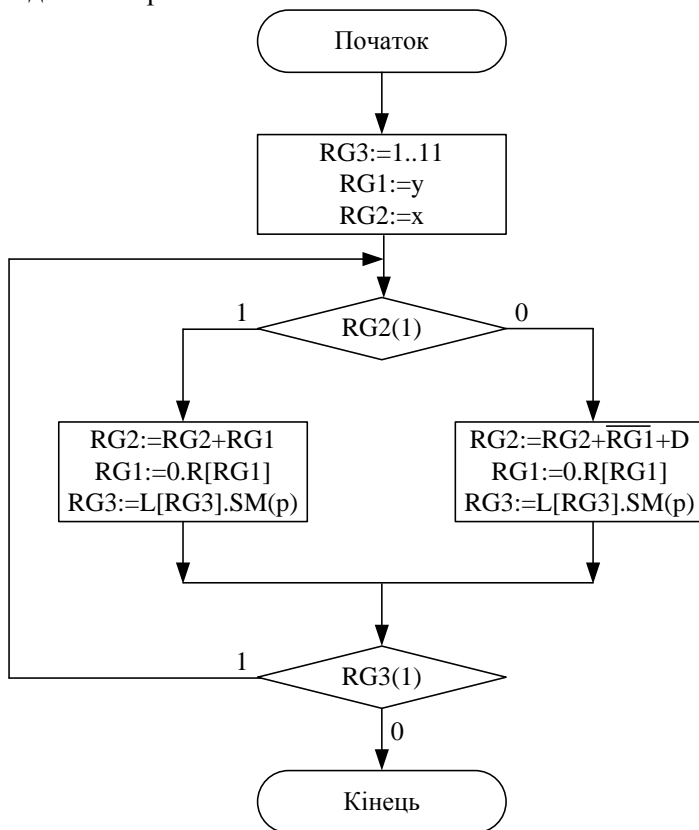 Початок
RG3:=1..11
RG1:=y
RG2:=x
1
RG2(1)
0
RG2:=RG2+RG1
RG1:=0.R[RG1]
RG3:=L[RG3].SM(p)
RG2:=RG2+R̅G̅1̅+D
RG1:=0.R[RG1]
RG3:=L[RG3].SM(p)
1
RG3(1)
0
Кінець